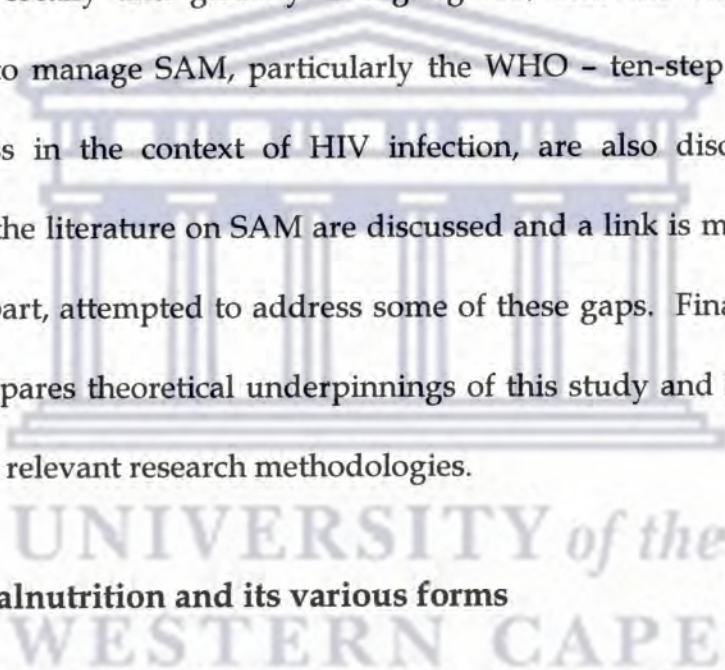 to manage SAM, particularly the WHO – ten-step
s in the context of HIV infection, are also disc
the literature on SAM are discussed and a link is m
part, attempted to address some of these gaps. Fina
pares theoretical underpinnings of this study and
relevant research methodologies.
UNIVERSITY of the
alnutrition and its various forms
WESTERN CAPE